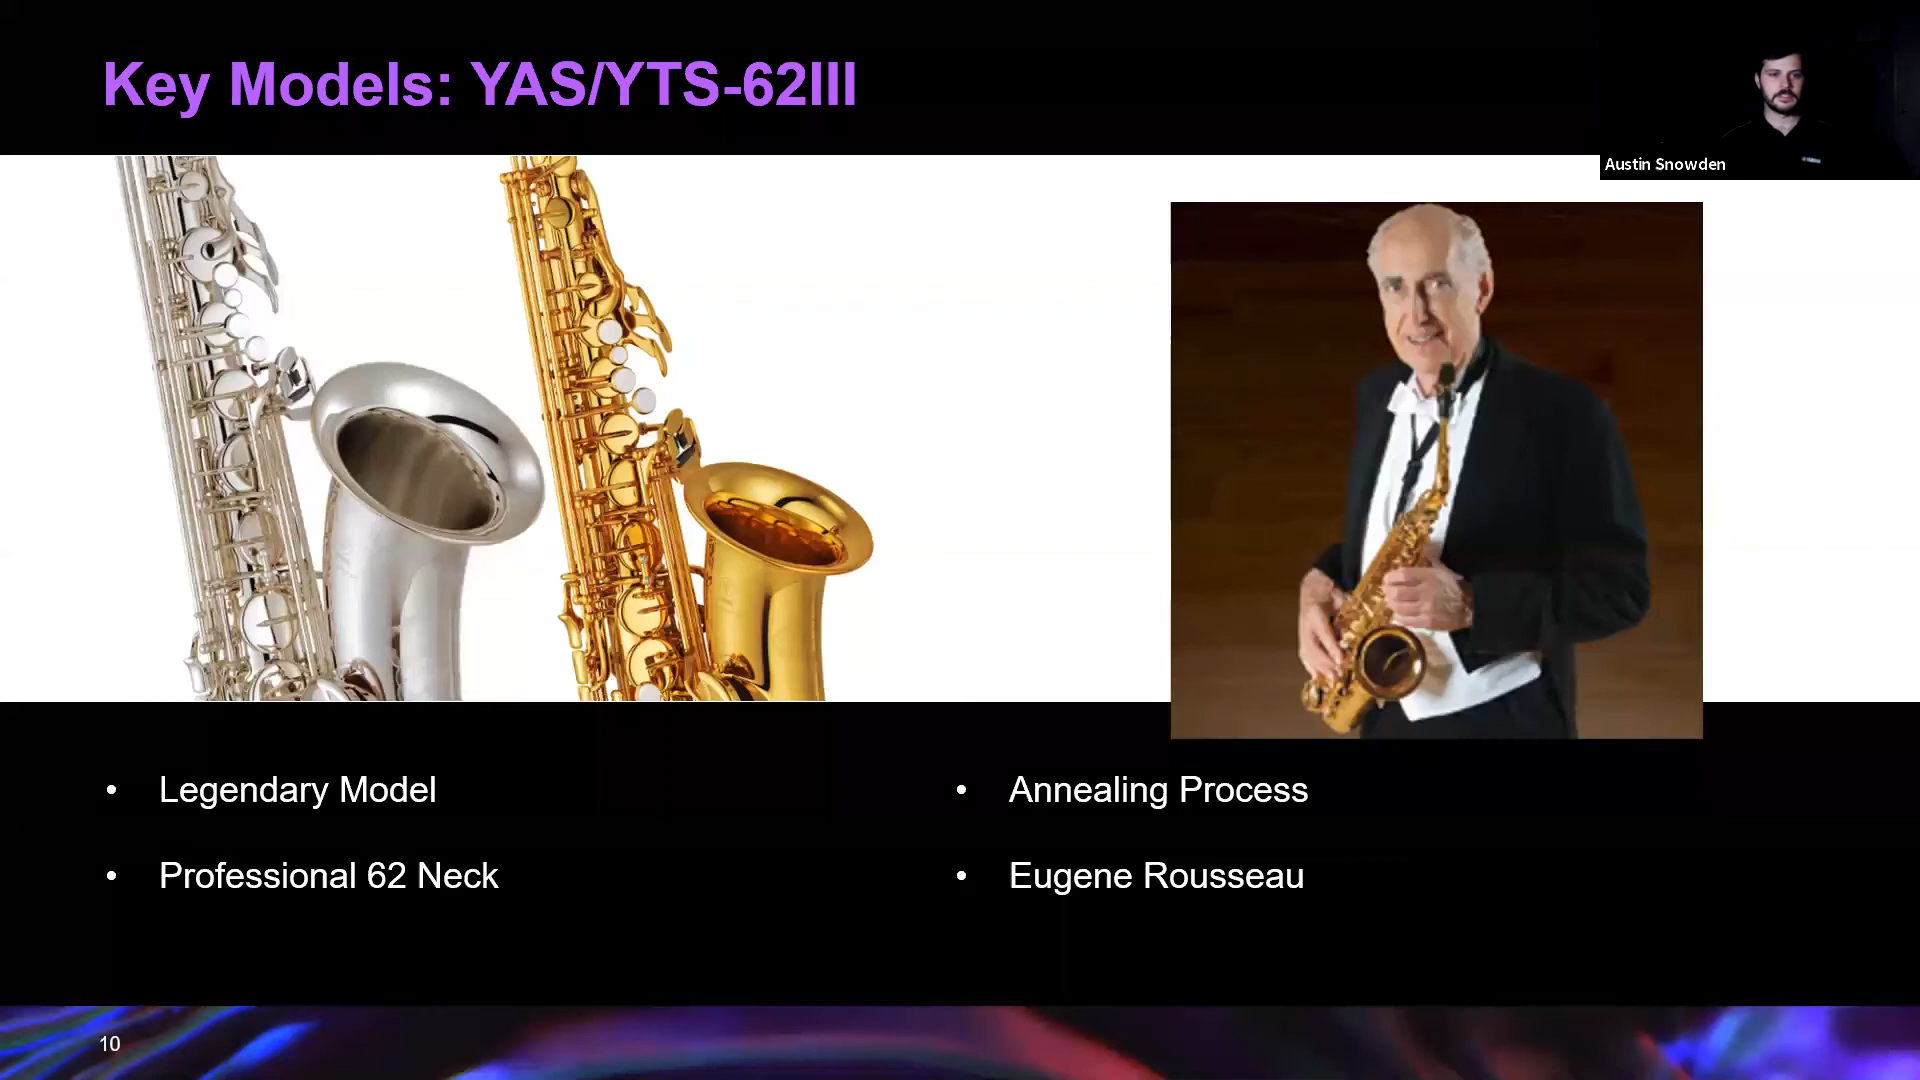 Key Models: YAS/YTS-62III
Austin Snowden
• Legendary Model
• Professional 62 Neck
• Annealing Process
• Eugene Rousseau
10